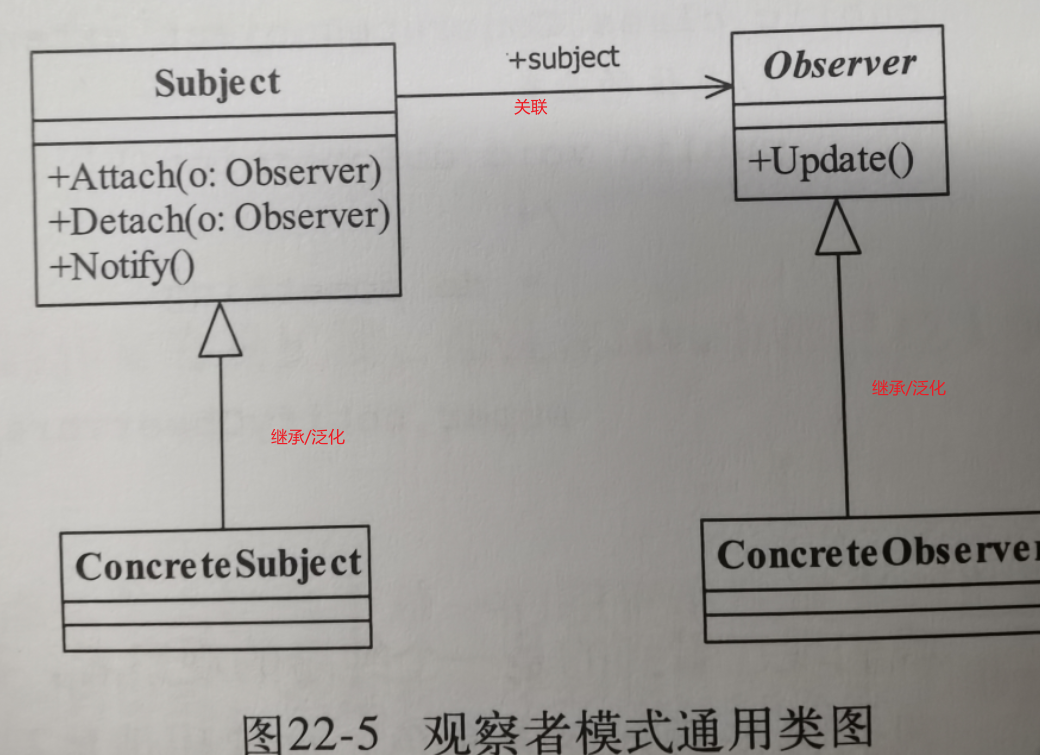 Subject
+Attach(o: Observer)
+Detach(o: Observer)
+Notify()
+subject
关联
Observer
+Update()
继承/泛化
继承/泛化
ConcreteSubject
ConcreteObserver
图22-5 观察者模式通用类图